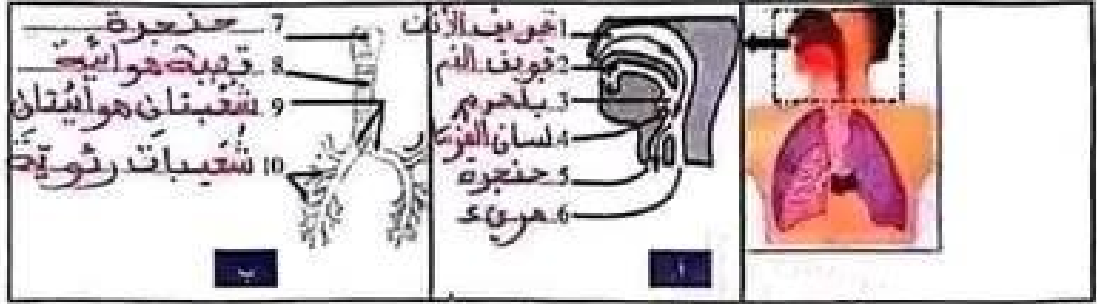 1 تجويف الأنف
2 تجويف الفم
3 بلعوم
4 لسان المزمار
5 حنجرة
6 مريء
أ
7 حنجرة
8 قصبة هوائية
9 شعبتان هوائيتان
10 شعيبات رئوية
ب